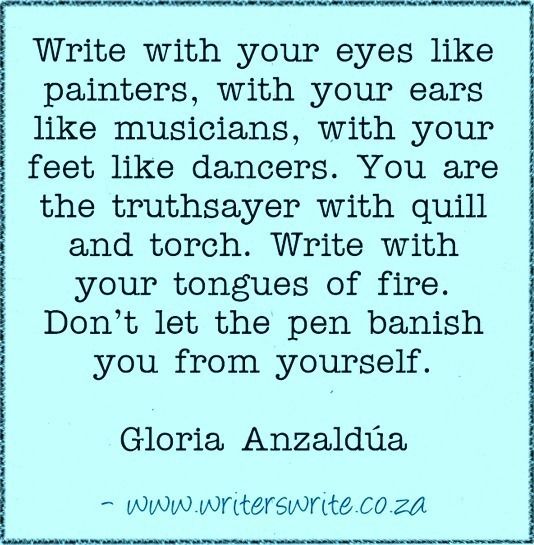 Write with your eyes like
painters, with your ears
like musicians, with your
feet like dancers. You are
the truthsayer with quill
and torch. Write with
your tongues of fire.
Don't let the pen banish
you from yourself.
Gloria Anzaldúa
- www.writerswrite.co.za